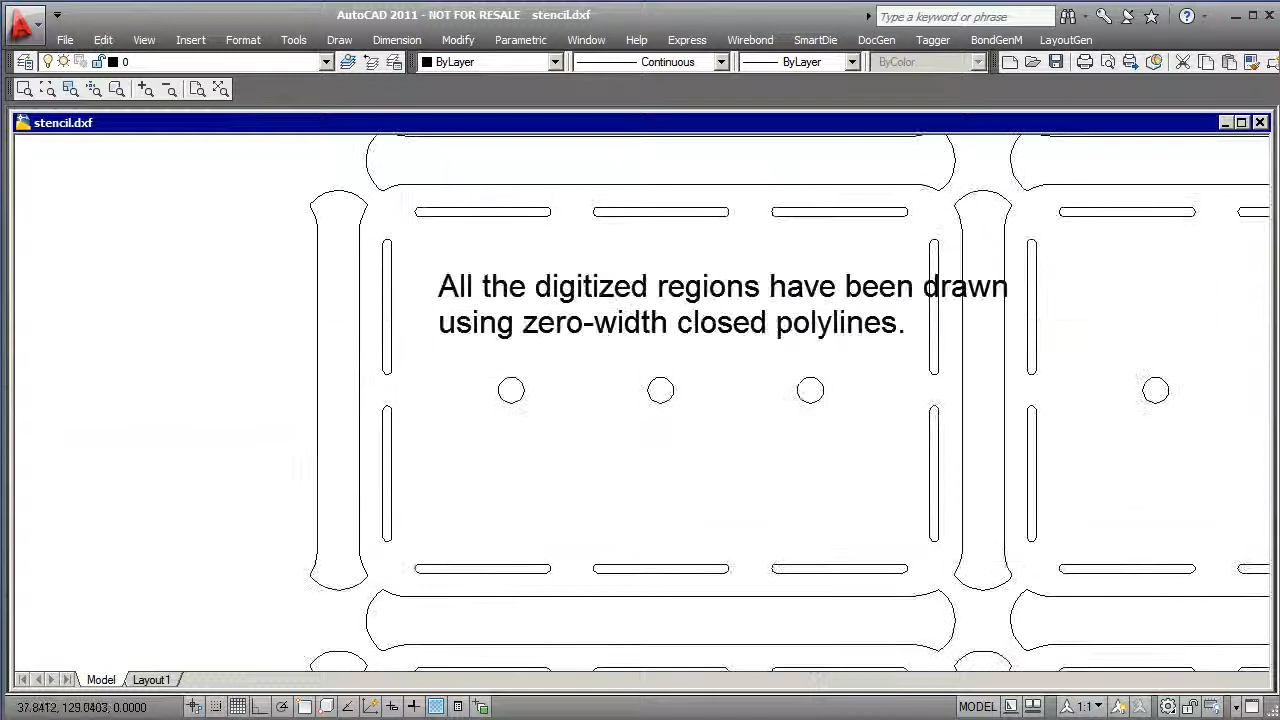 AutoCAD 2011 - NOT FOR RESALE stencil.dxf
Type a keyword or phrase
File Edit View Insert Format Tools Draw Dimension Modify Parametric Window Help Express Wirebond SmartDie DocGen Tagger BondGenM LayoutGen
0 ByLayer Continuous ByLayer ByColor
stencil.dxf
All the digitized regions have been drawn
using zero-width closed polylines.
Model Layout1
37.8412, 129.0403, 0.0000 MODEL 1:1